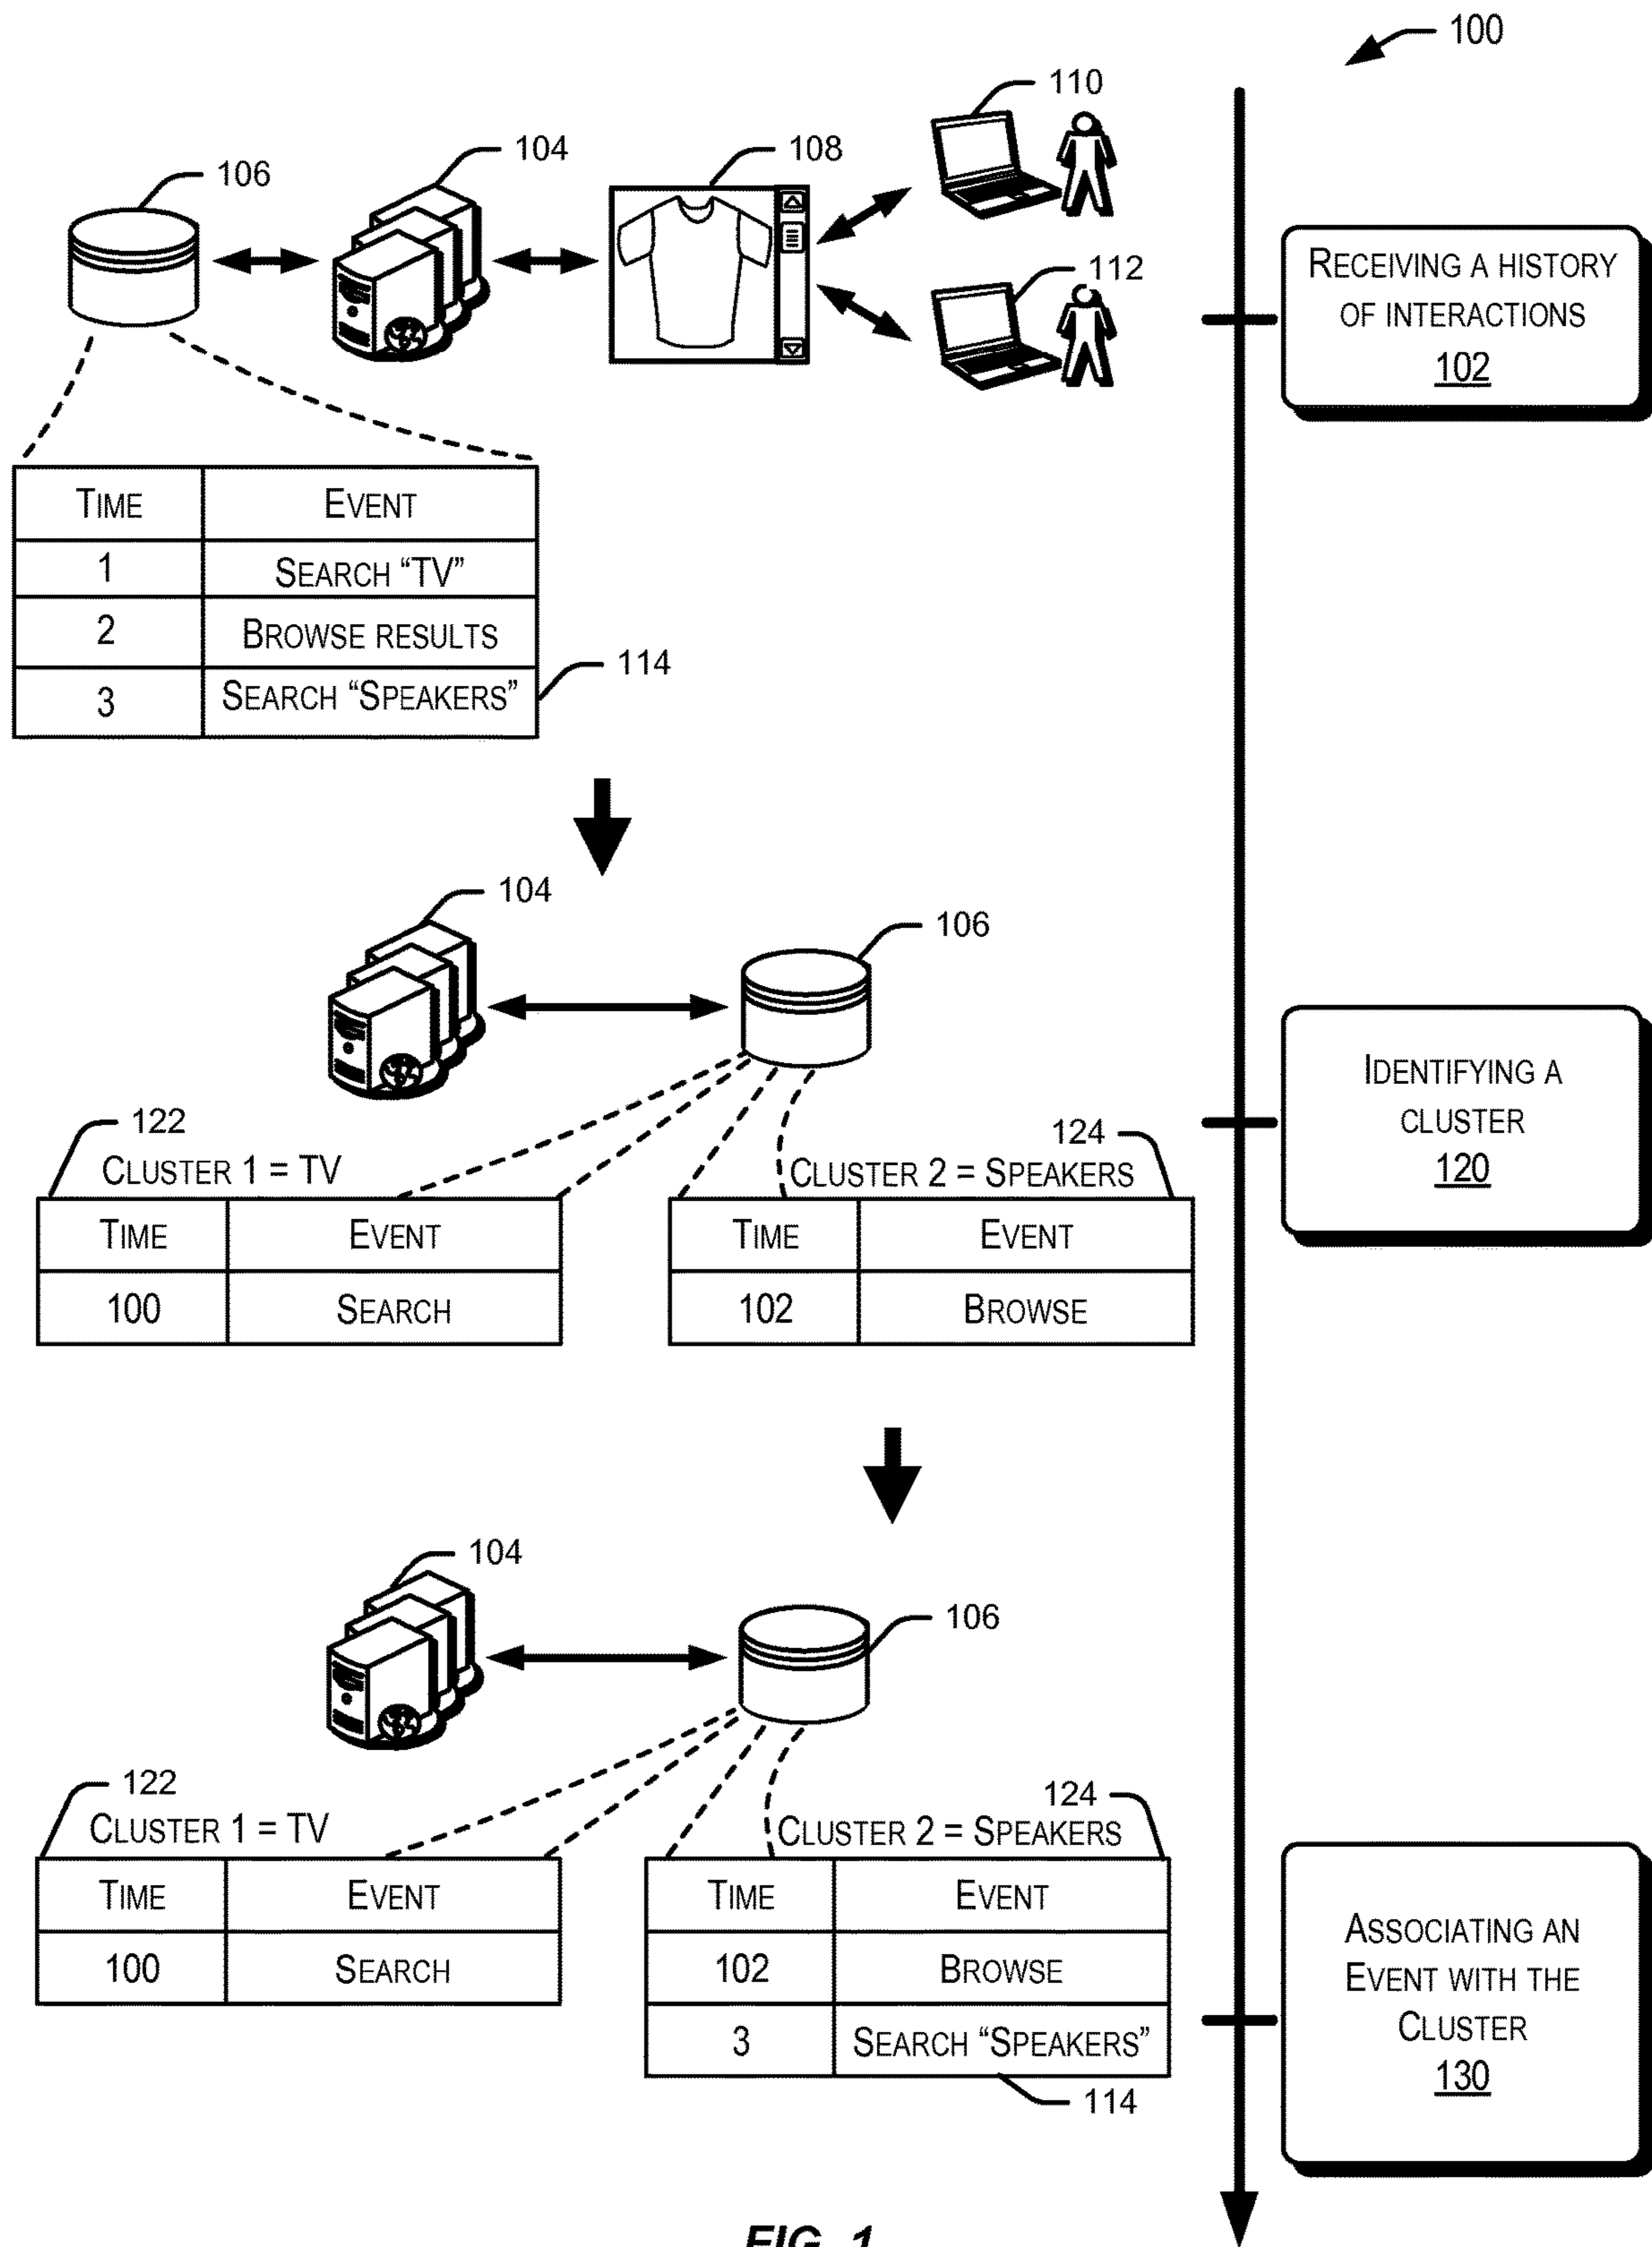 100
110
104
108
106
112
RECEIVING A HISTORY
OF INTERACTIONS
102
TIME EVENT
1 SEARCH “TV”
2 BROWSE RESULTS
3 SEARCH “SPEAKERS”
114
104
106
IDENTIFYING A
CLUSTER
120
122
124
CLUSTER 1 = TV
CLUSTER 2 = SPEAKERS
TIME EVENT
100 SEARCH
TIME EVENT
102 BROWSE
104
106
122
124
CLUSTER 1 = TV
CLUSTER 2 = SPEAKERS
TIME EVENT
100 SEARCH
TIME EVENT
102 BROWSE
3 SEARCH “SPEAKERS”
114
ASSOCIATING AN
EVENT WITH THE
CLUSTER
130
FIG. 1